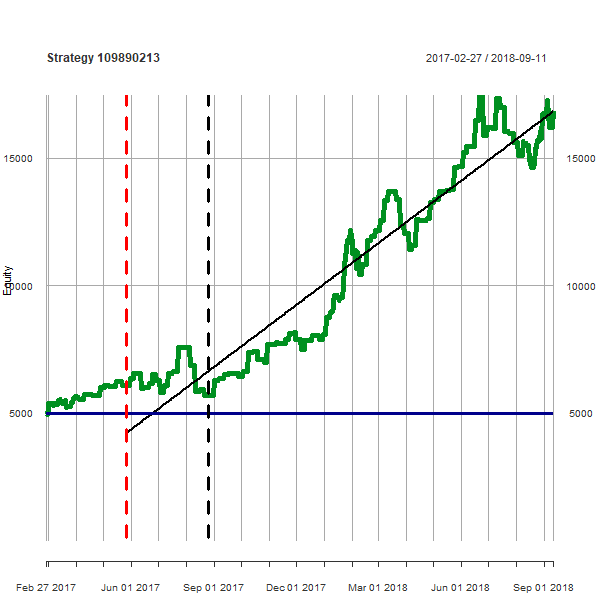 Strategy 109890213
2017-02-27 / 2018-09-11
15000
15000
Equity
10000
10000
5000
5000
Feb 27 2017
Jun 01 2017
Sep 01 2017
Dec 01 2017
Mar 01 2018
Jun 01 2018
Sep 01 2018